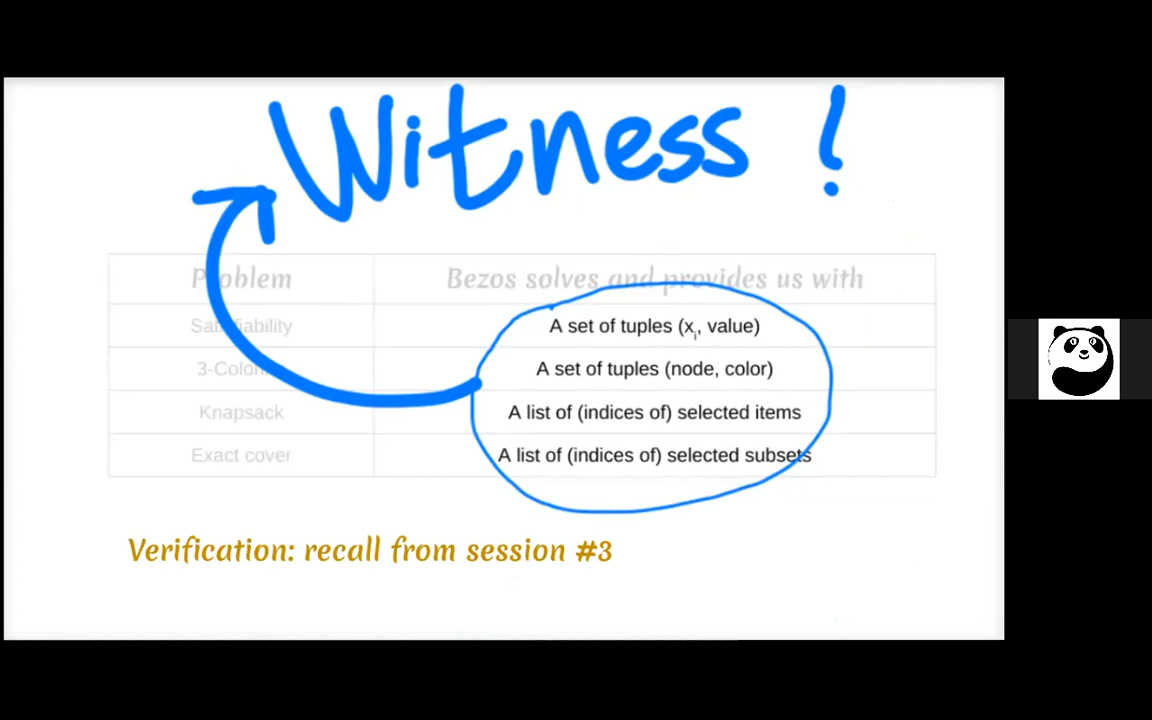 Witness !
Problem Bezos solves and provides us with
Satisfiability A set of tuples (xᵢ, value)
3-Coloring A set of tuples (node, color)
Knapsack A list of (indices of) selected items
Exact cover A list of (indices of) selected subsets
Verification: recall from session #3